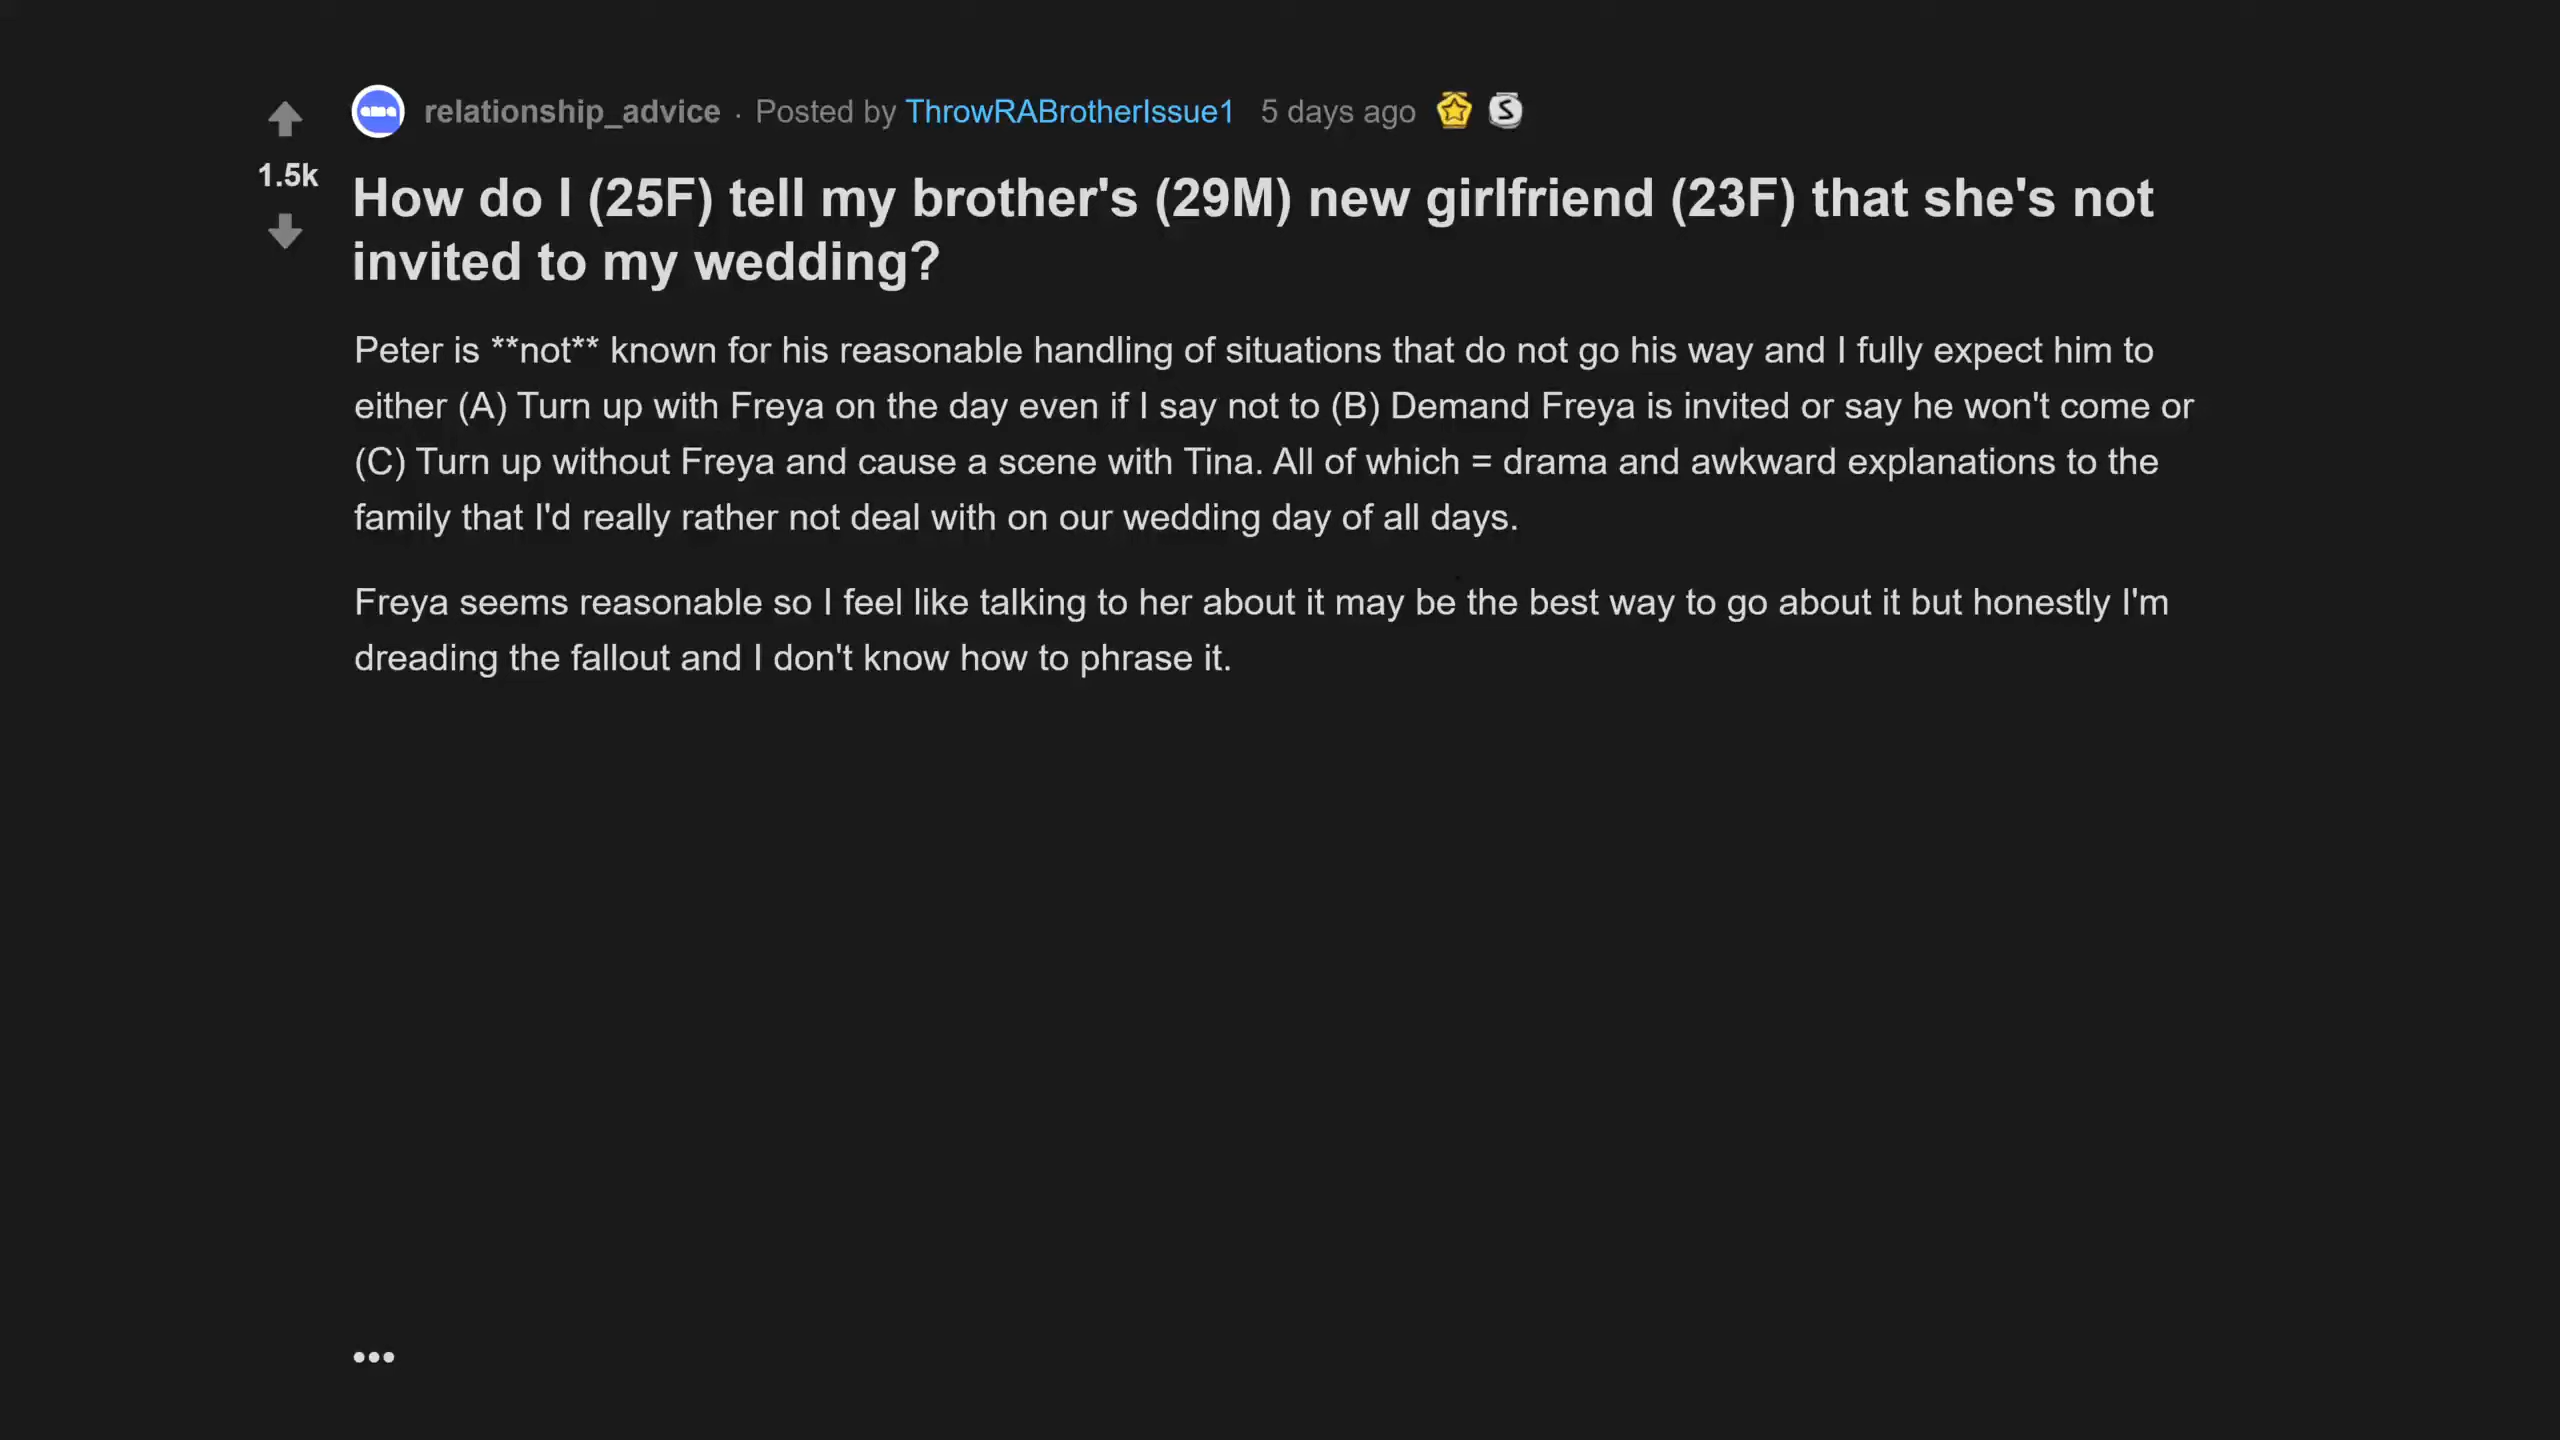 ama relationship_advice · Posted by ThrowRABrotherIssue1 5 days ago S
1.5k
How do I (25F) tell my brother's (29M) new girlfriend (23F) that she's not
invited to my wedding?
Peter is **not** known for his reasonable handling of situations that do not go his way and I fully expect him to
either (A) Turn up with Freya on the day even if I say not to (B) Demand Freya is invited or say he won't come or
(C) Turn up without Freya and cause a scene with Tina. All of which = drama and awkward explanations to the
family that I'd really rather not deal with on our wedding day of all days.
Freya seems reasonable so I feel like talking to her about it may be the best way to go about it but honestly I'm
dreading the fallout and I don't know how to phrase it.
•••